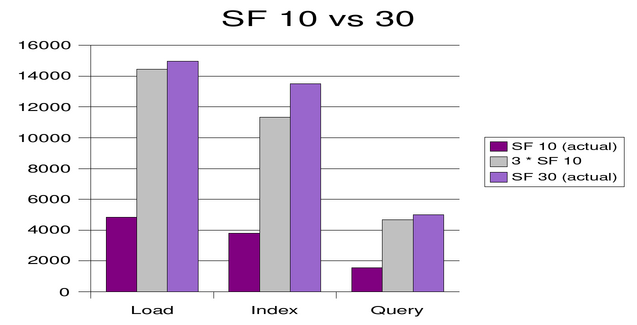 SF 10 vs 30
16000
14000
12000
10000
8000
6000
4000
2000
0
Load Index Query
SF 10 (actual)
3 * SF 10
SF 30 (actual)